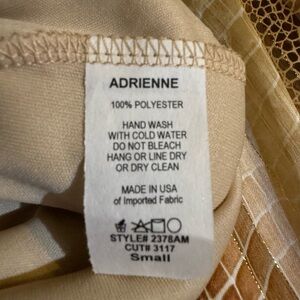 ADRIENNE
100% POLYESTER
HAND WASH
WITH COLD WATER
DO NOT BLEACH
HANG OR LINE DRY
OR DRY CLEAN
MADE IN USA
of Imported Fabric
STYLE# 2378AM
CUT# 3117
Small